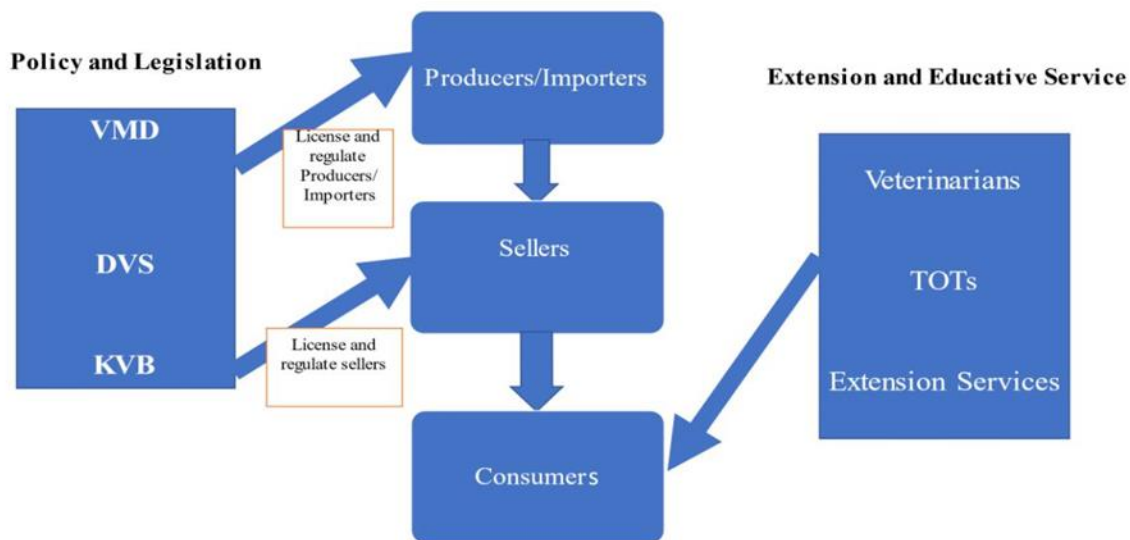 Policy and Legislation
VMD
DVS
KVB
License and
regulate
Producers/
Importers
License and
regulate sellers
Producers/Importers
Sellers
Consumers
Extension and Educative Service
Veterinarians
TOTs
Extension Services